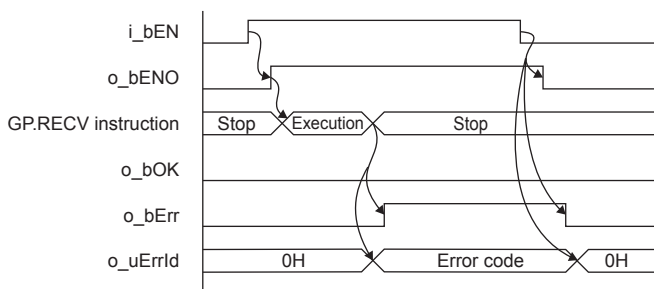 i_bEN
o_bENO
GP.RECV instruction Stop Execution Stop
o_bOK
o_bErr
o_uErrId 0H Error code 0H